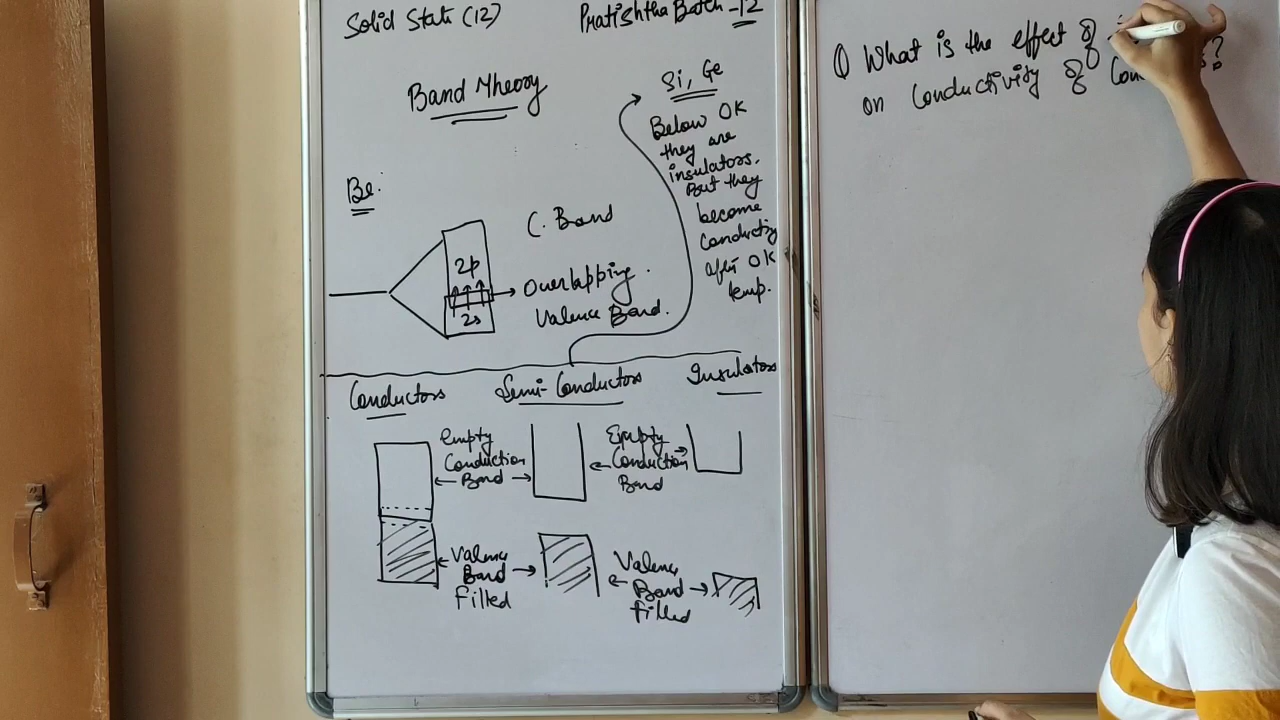 Solid State (12)
Pratishtha Batch -12
Band Theory
Si, Ge
Below OK
they are
insulators.
But they
become
Conducting
after OK
temp.
Be.
C. Band
2p
2s
Overlapping
Valence Band.
Conductors
Semi-Conductors
Insulators
empty
Conduction
Band
Empty
Conduction
Band
Valence
Band
filled
Valence
Band
filled
Q What is the effect of ?
on Conductivity of